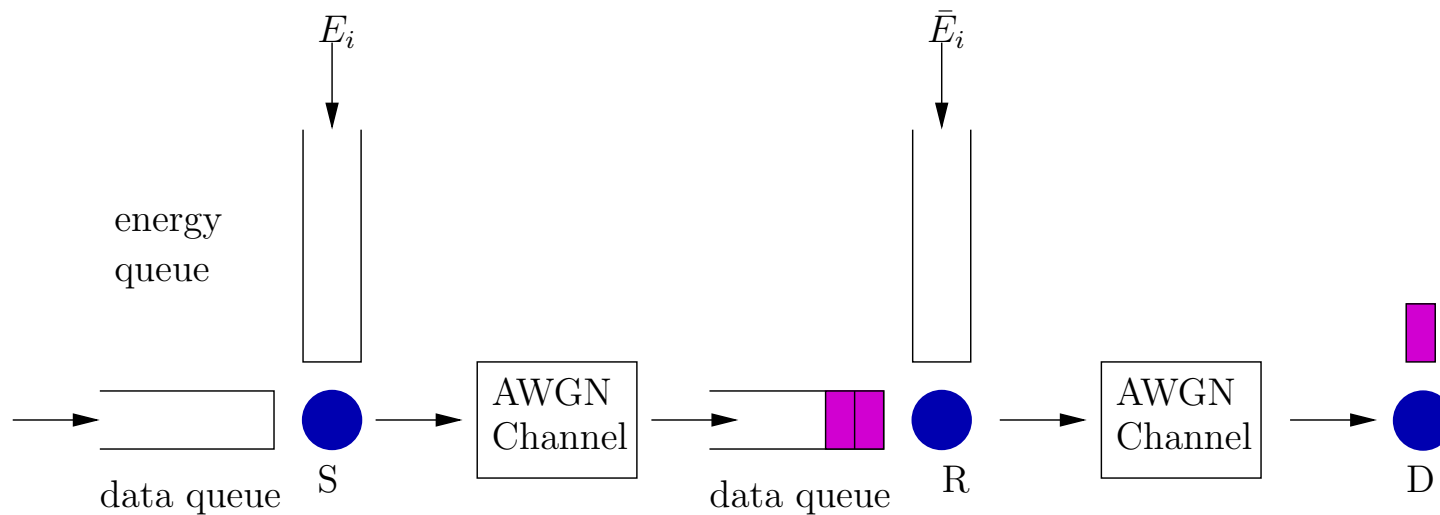 E_i
Ē_i
energy
queue
AWGN
Channel
AWGN
Channel
data queue
S
data queue
R
D